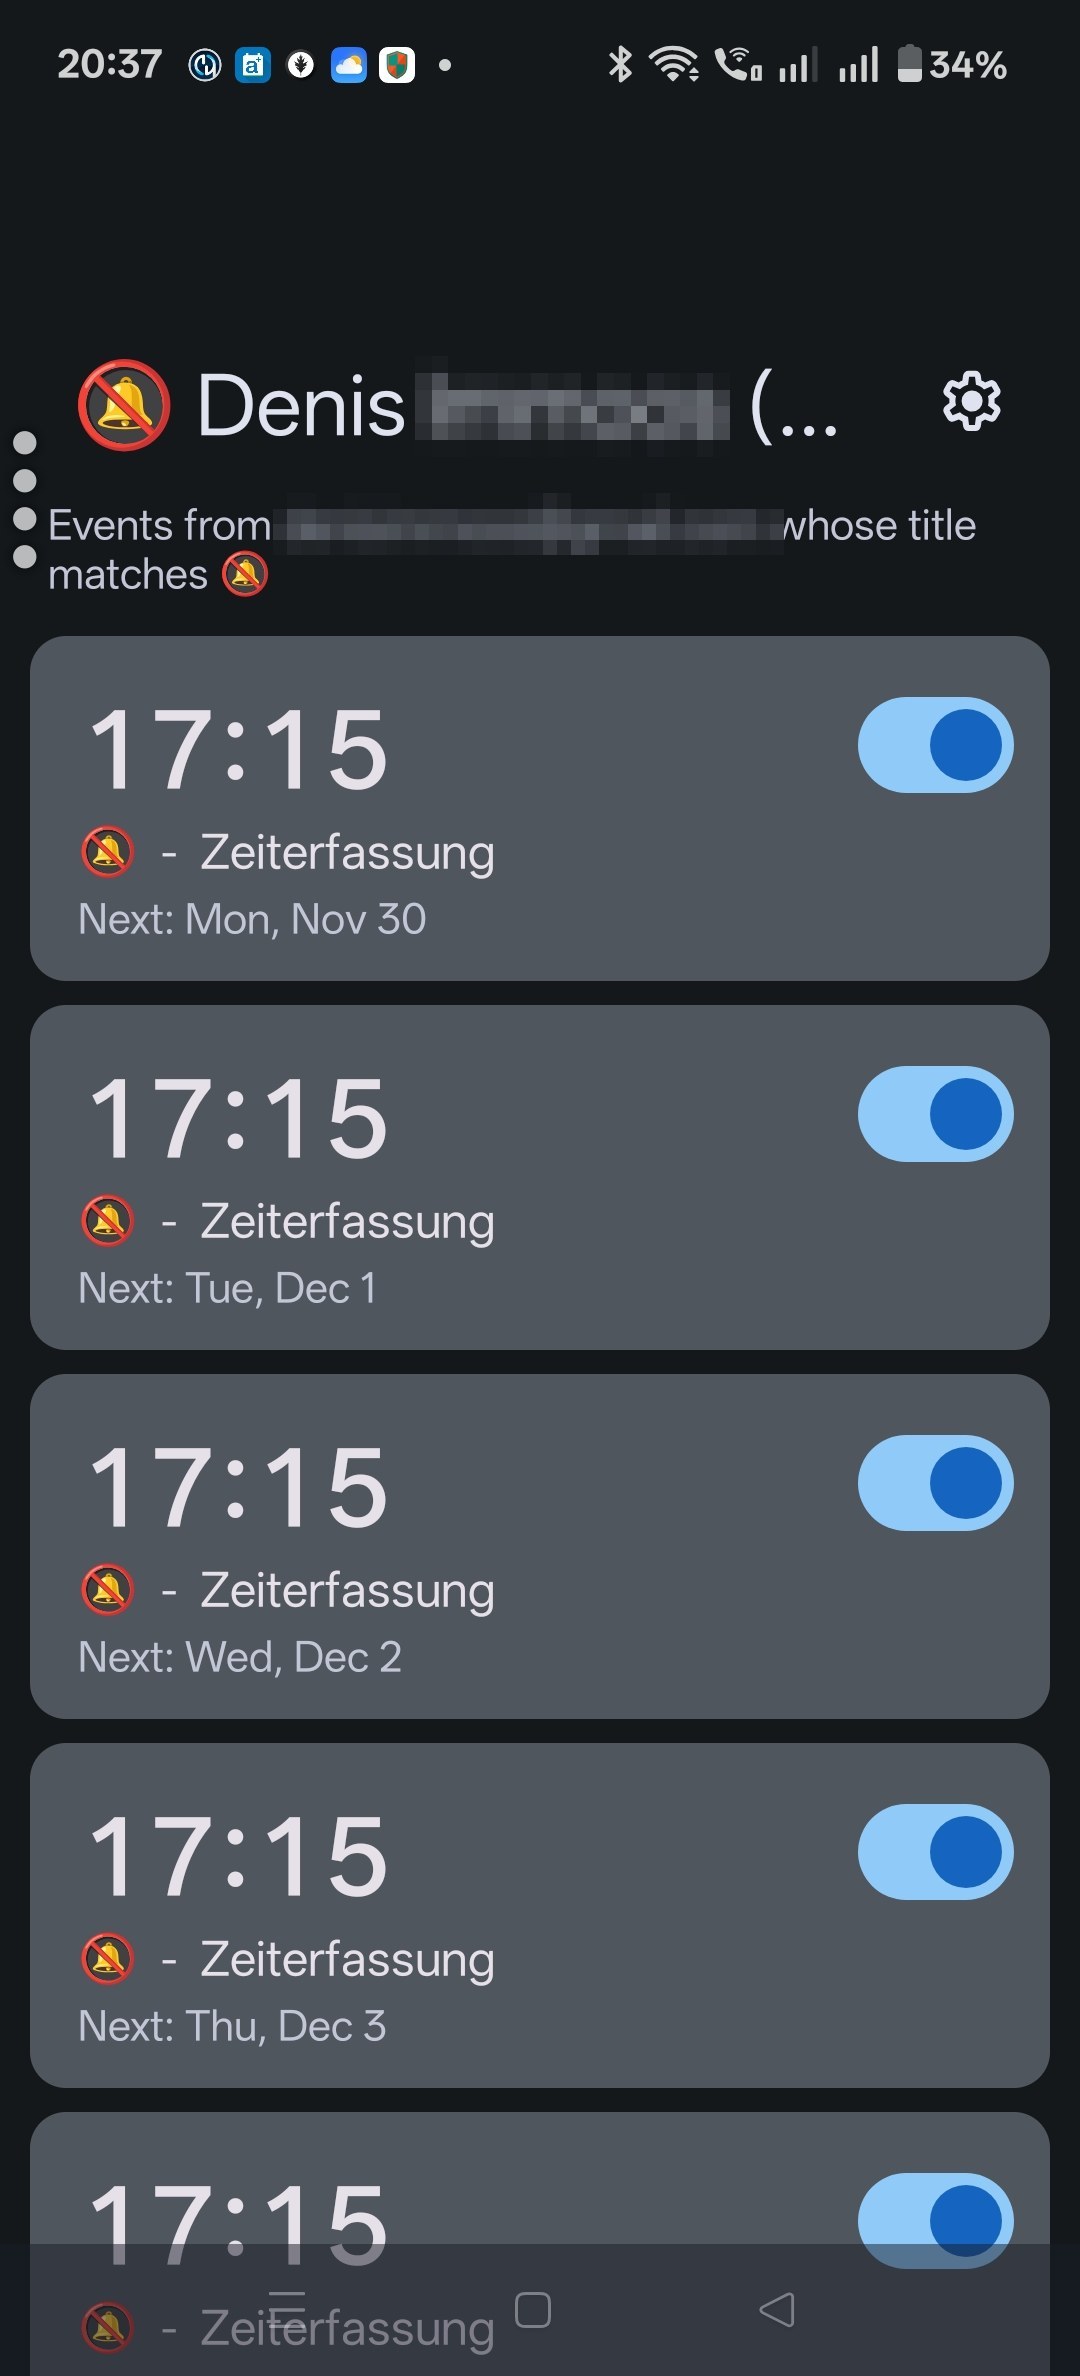 20:37
34%
Denis (...
Events from whose title
matches 🔕
17:15
🔕 - Zeiterfassung
Next: Mon, Nov 30
17:15
🔕 - Zeiterfassung
Next: Tue, Dec 1
17:15
🔕 - Zeiterfassung
Next: Wed, Dec 2
17:15
🔕 - Zeiterfassung
Next: Thu, Dec 3
17:15
🔕 - Zeiterfassung